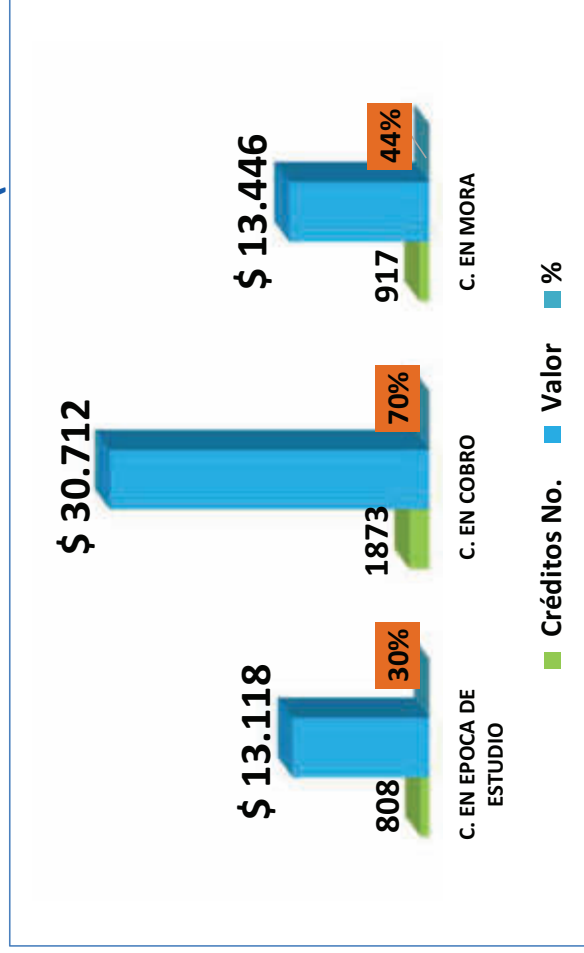 $ 13.118
808
30%
C. EN EPOCA DE
ESTUDIO
$ 30.712
1873
70%
C. EN COBRO
$ 13.446
917
44%
C. EN MORA
Créditos No. Valor %